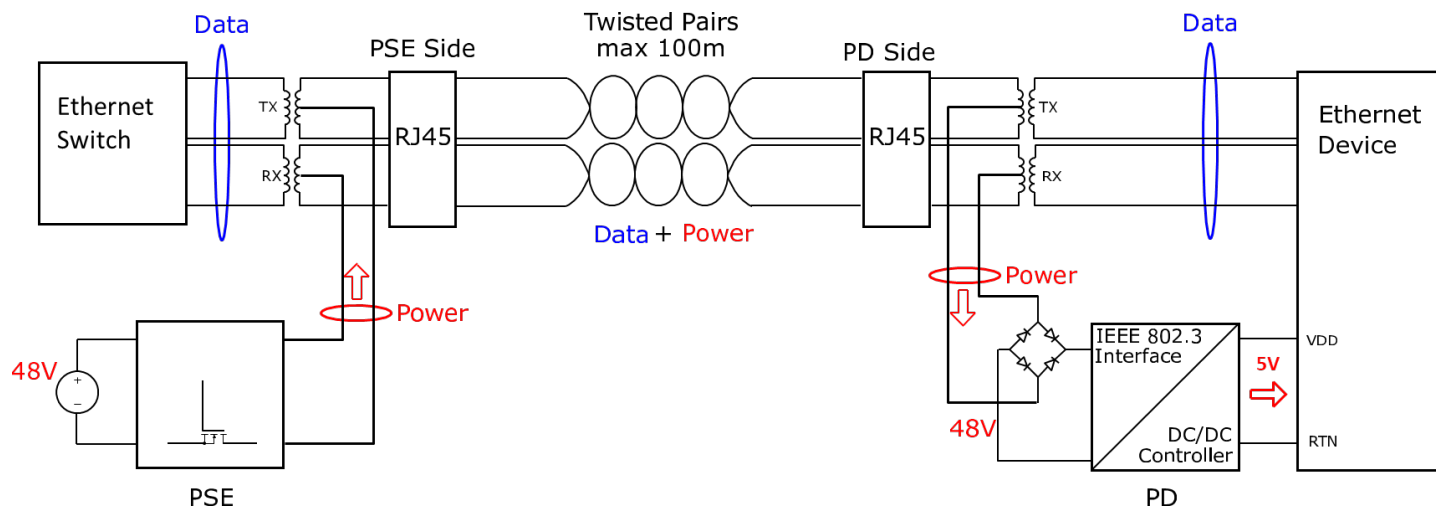 Data
Twisted Pairs
max 100m
Data
PSE Side
PD Side
Ethernet
Switch
TX
RX
RJ45
RJ45
TX
RX
Ethernet
Device
Data + Power
Power
Power
48V
+
−
PSE
48V
IEEE 802.3
Interface
DC/DC
Controller
PD
5V
VDD
RTN